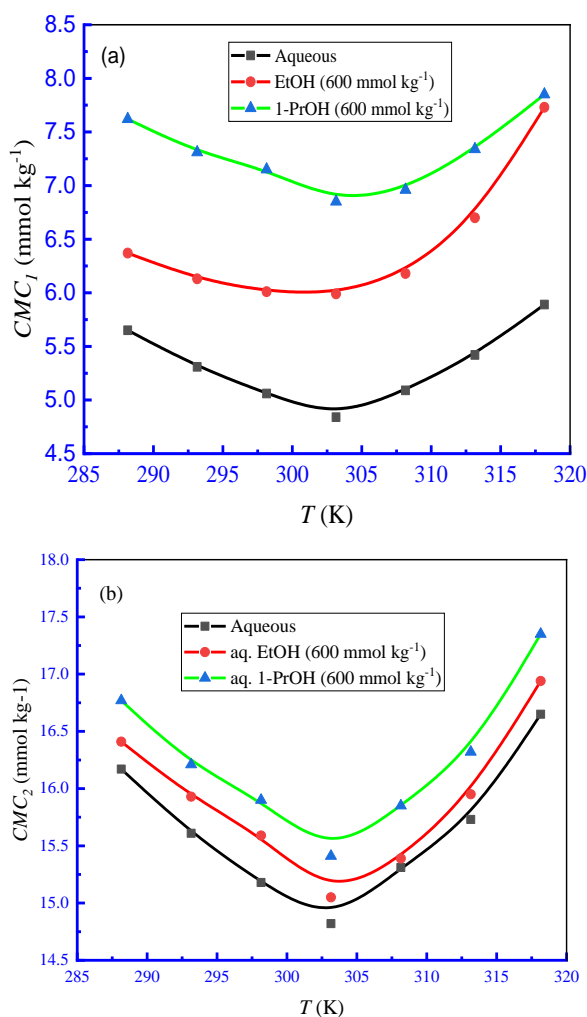 (a)
Aqueous
EtOH (600 mmol kg⁻¹)
1-PrOH (600 mmol kg⁻¹)
CMC₁ (mmol kg⁻¹)
8.5
8.0
7.5
7.0
6.5
6.0
5.5
5.0
4.5
285 290 295 300 305 310 315 320
T (K)
(b)
Aqueous
aq. EtOH (600 mmol kg⁻¹)
aq. 1-PrOH (600 mmol kg⁻¹)
CMC₂ (mmol kg-1)
18.0
17.5
17.0
16.5
16.0
15.5
15.0
14.5
285 290 295 300 305 310 315 320
T (K)